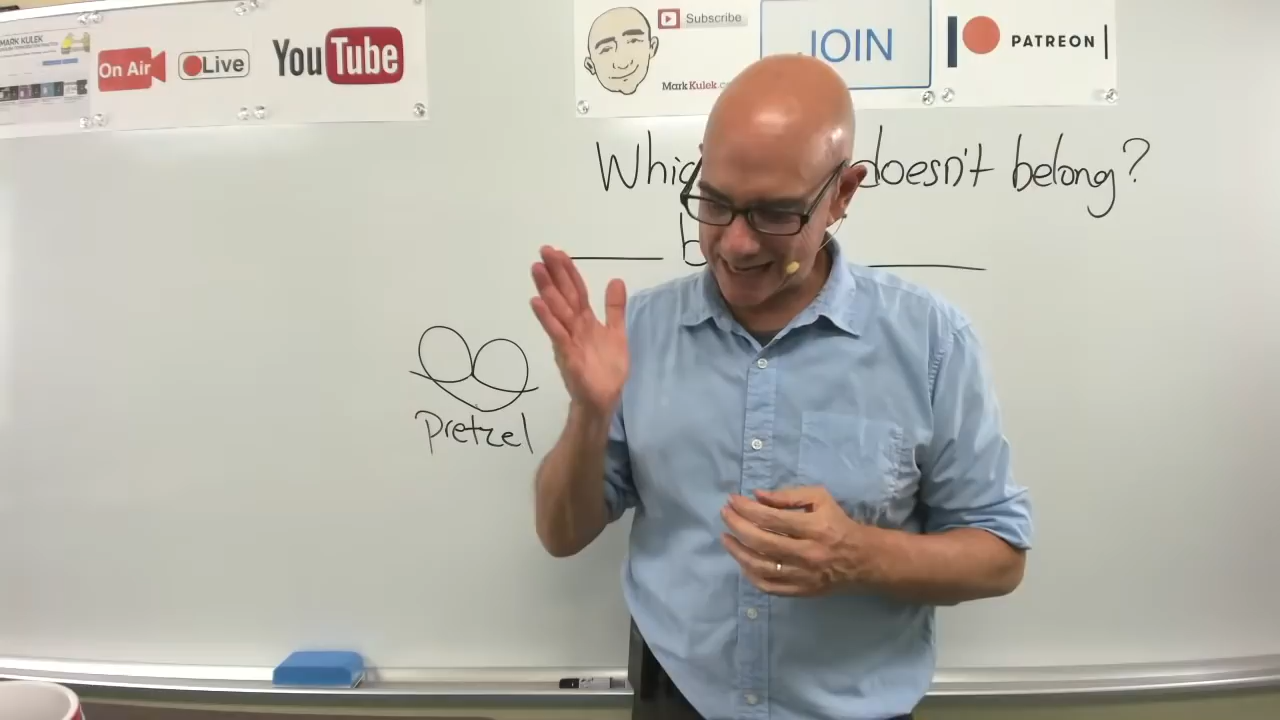 MARK KULEK
On Air
Live
YouTube
Subscribe
MarkKulek.c
JOIN
PATREON
Whic doesn't belong?
b
Pretzel